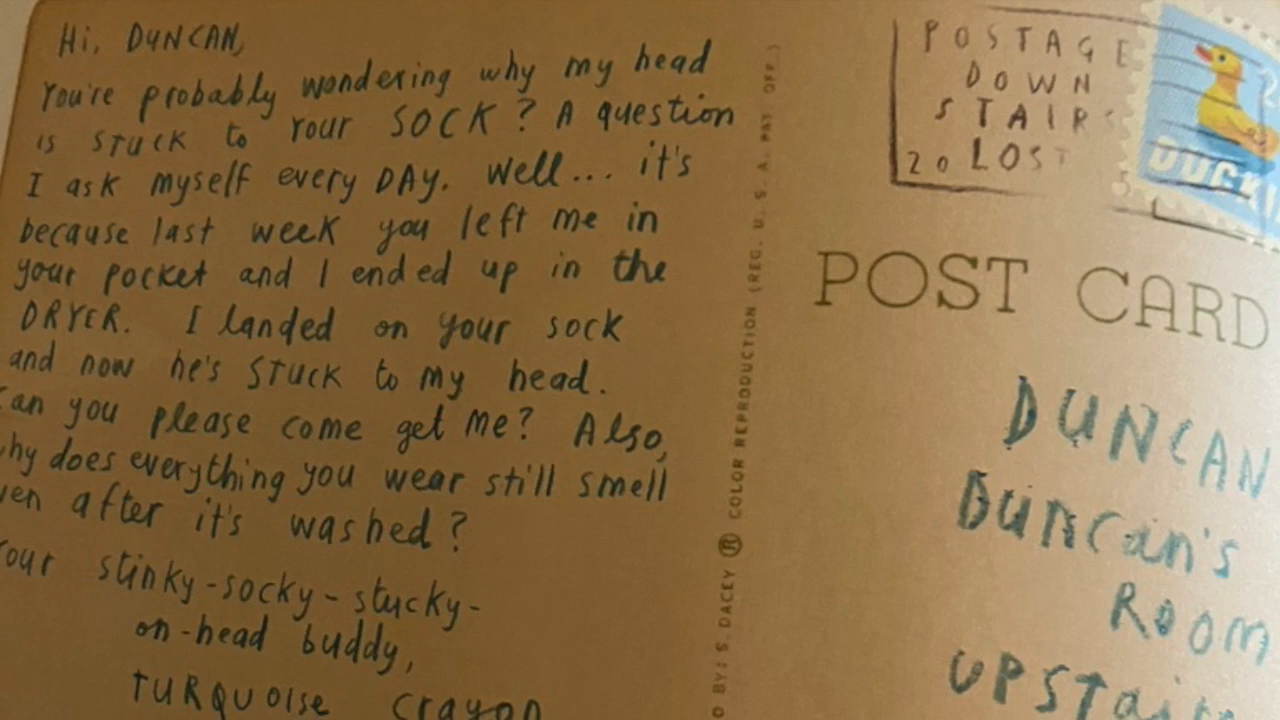 Hi, DUNCAN,
You're probably wondering why my head
is STUCK to Your SOCK? A question
I ask myself every DAY. Well... it's
because last week you left me in
your pocket and I ended up in the
DRYER. I landed on your sock
and now he's STUCK to my head.
Can you please come get me? Also,
why does everything you wear still smell
even after it's washed?
Your stinky-socky-stucky-
on-head buddy,
TURQUOISE crayon
POSTAGE
DOWN
STAIRS
20 LOST
POST CARD
DUNCAN
Duncan's
Room
UPStair
BY: S. DACEY ® COLOR REPRODUCTION (REG. U. S. A. PAT. OFF.)